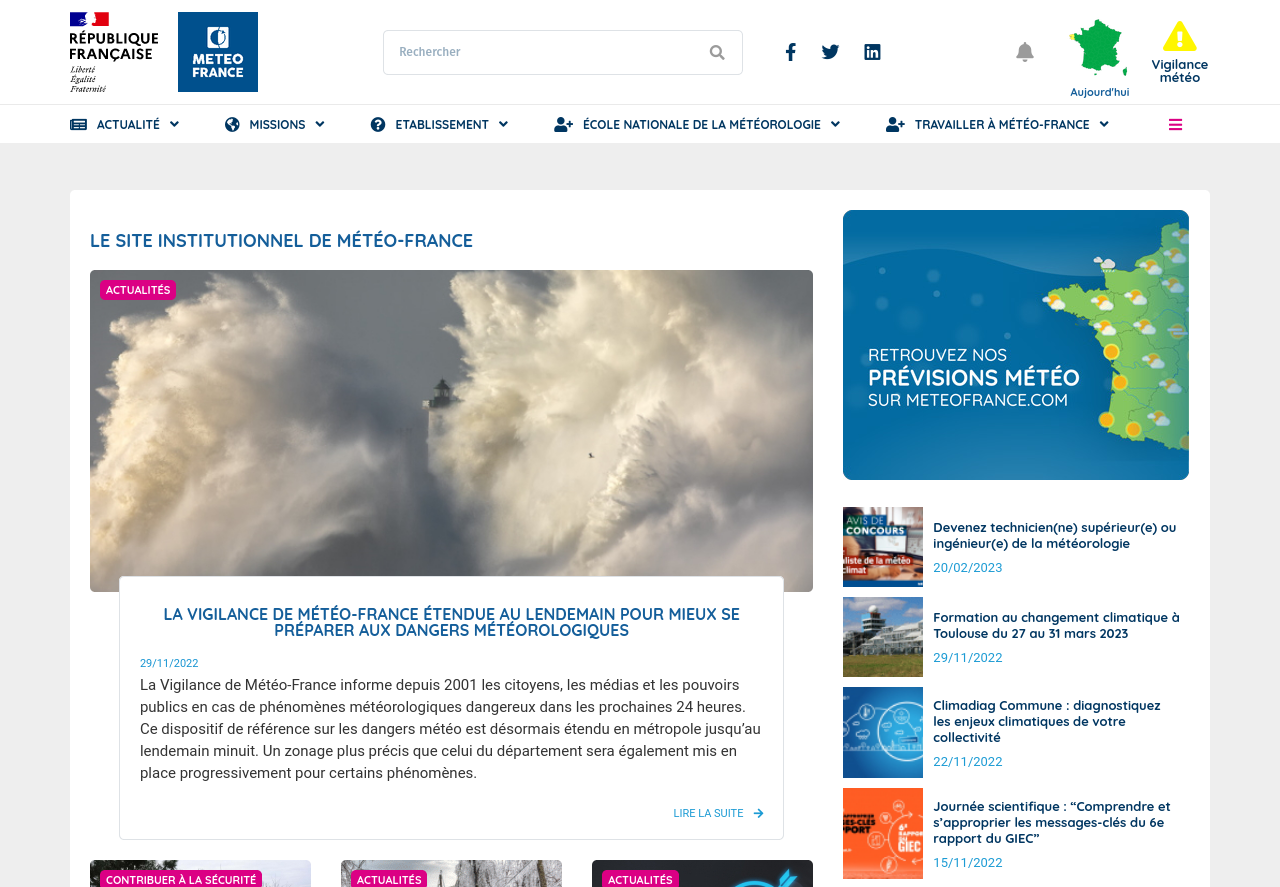 RÉPUBLIQUE
FRANÇAISE
Liberté
Égalité
Fraternité
METEO
FRANCE
Rechercher
Aujourd'hui
Vigilance
météo
ACTUALITÉ
MISSIONS
ETABLISSEMENT
ÉCOLE NATIONALE DE LA MÉTÉOROLOGIE
TRAVAILLER À MÉTÉO-FRANCE
LE SITE INSTITUTIONNEL DE MÉTÉO-FRANCE
ACTUALITÉS
LA VIGILANCE DE MÉTÉO-FRANCE ÉTENDUE AU LENDEMAIN POUR MIEUX SE
PRÉPARER AUX DANGERS MÉTÉOROLOGIQUES
29/11/2022
La Vigilance de Météo-France informe depuis 2001 les citoyens, les médias et les pouvoirs
publics en cas de phénomènes météorologiques dangereux dans les prochaines 24 heures.
Ce dispositif de référence sur les dangers météo est désormais étendu en métropole jusqu’au
lendemain minuit. Un zonage plus précis que celui du département sera également mis en
place progressivement pour certains phénomènes.
LIRE LA SUITE
CONTRIBUER À LA SÉCURITÉ
ACTUALITÉS
ACTUALITÉS
RETROUVEZ NOS
PRÉVISIONS MÉTÉO
SUR METEOFRANCE.COM
AVIS DE
CONCOURS
aliste de la météo
climat
Devenez technicien(ne) supérieur(e) ou
ingénieur(e) de la météorologie
20/02/2023
Formation au changement climatique à
Toulouse du 27 au 31 mars 2023
29/11/2022
Climadiag Commune : diagnostiquez
les enjeux climatiques de votre
collectivité
22/11/2022
6e
RAPPORT
DU GIEC
Journée scientifique : “Comprendre et
s’approprier les messages-clés du 6e
rapport du GIEC”
15/11/2022